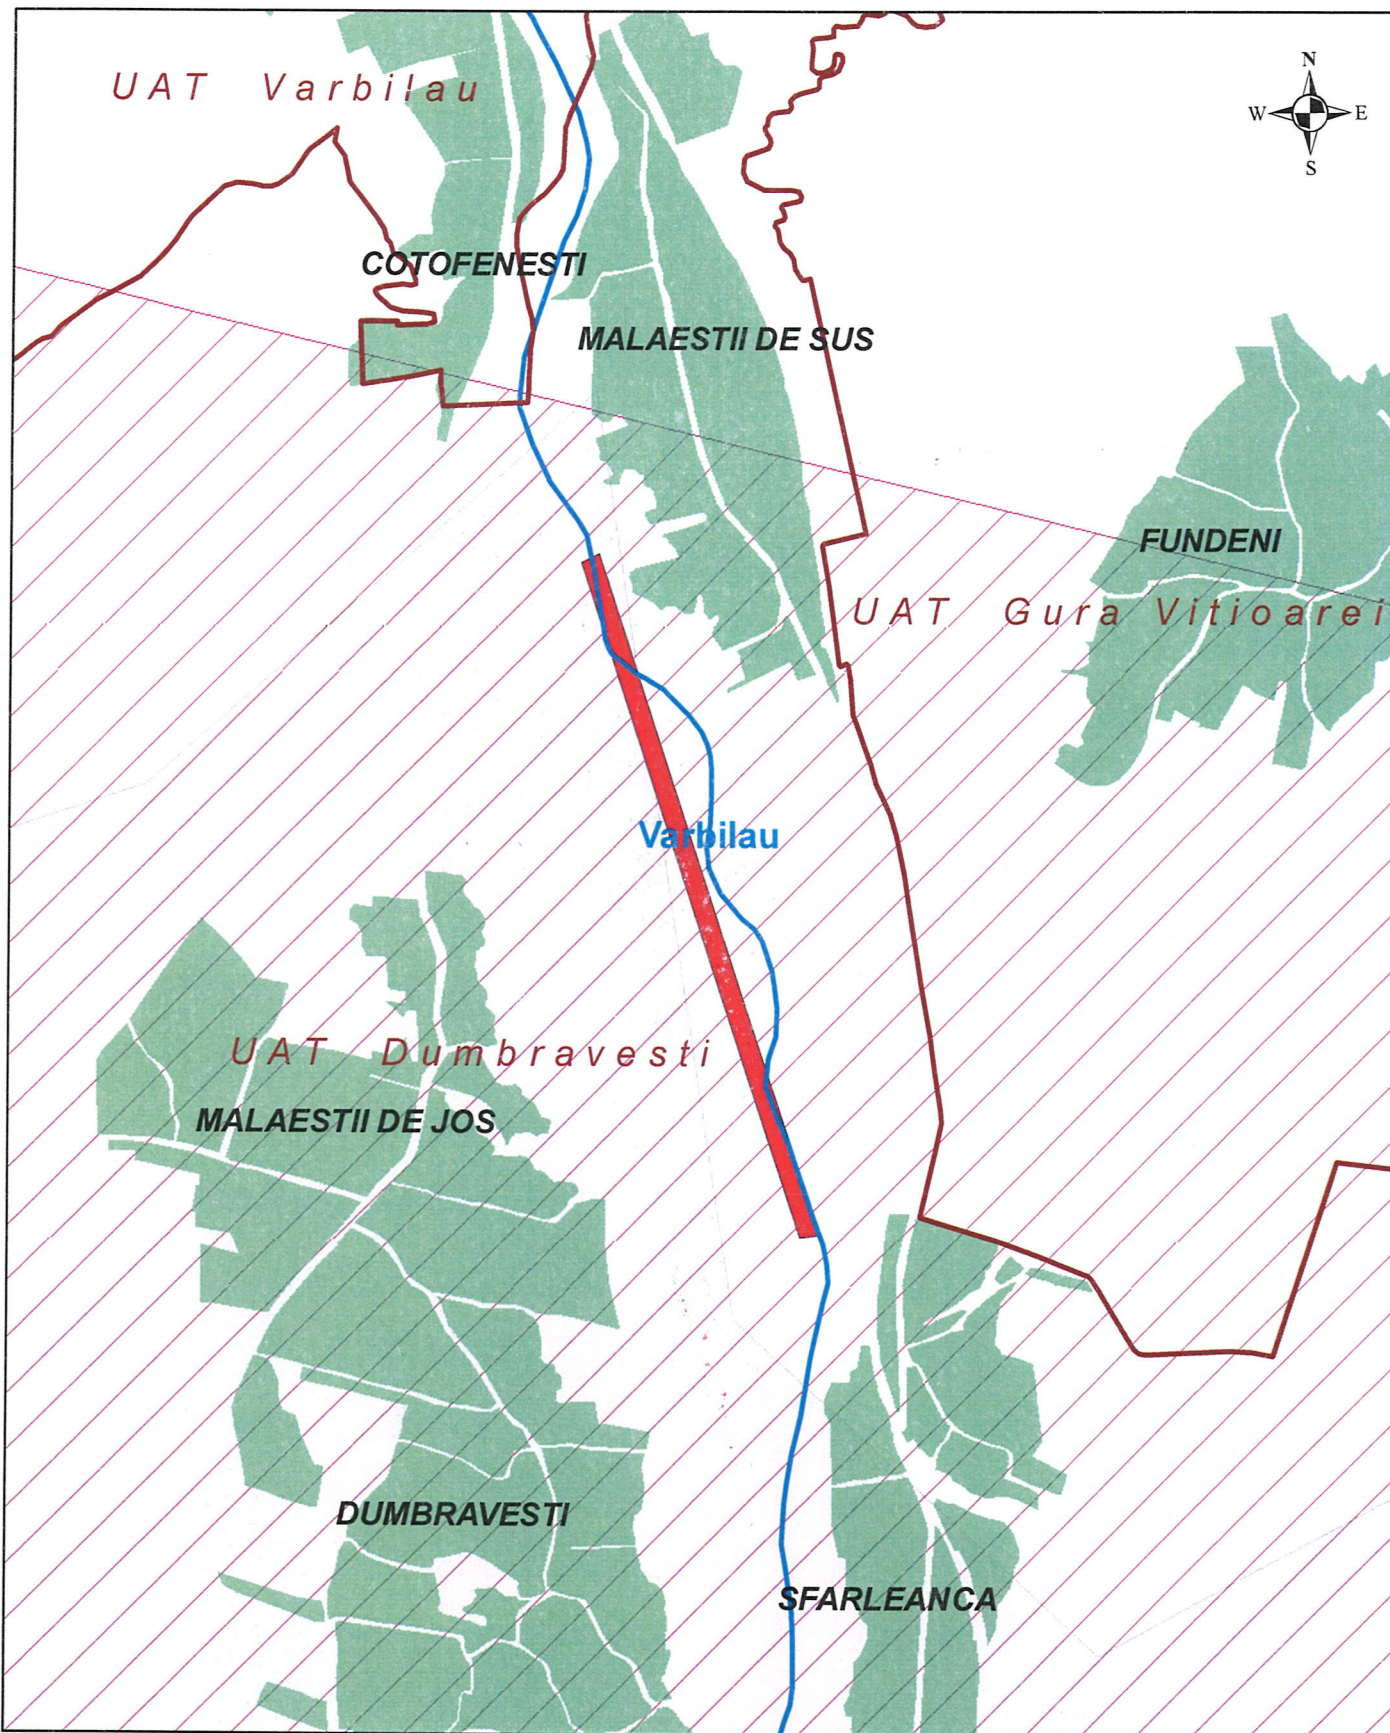 N
UAT Varbilau
W E
S
COTOFENESTI
MALAESTII DE SUS
FUNDENI
UAT Gura Vitioarei
Varbilau
UAT Dumbravesti
MALAESTII DE JOS
DUMBRAVESTI
SFARLEANCA